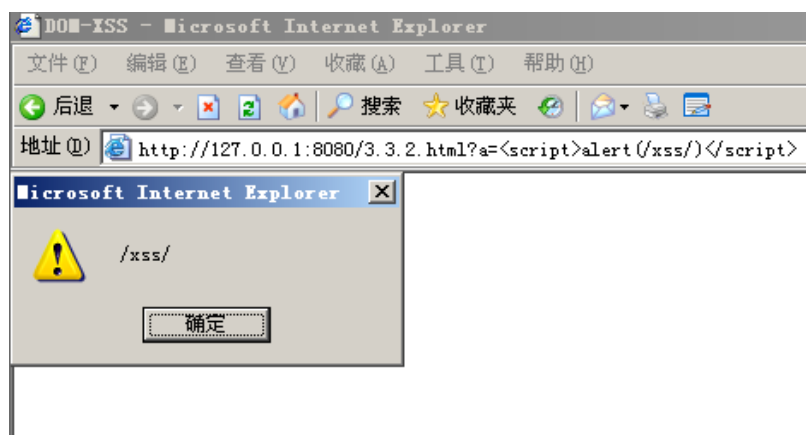 DOM-XSS - Microsoft Internet Explorer
文件(F) 编辑(E) 查看(V) 收藏(A) 工具(T) 帮助(H)
后退 搜索 收藏夹
地址(D) http://127.0.0.1:8080/3.3.2.html?a=<script>alert(/xss/)</script>
Microsoft Internet Explorer
/xss/
确定